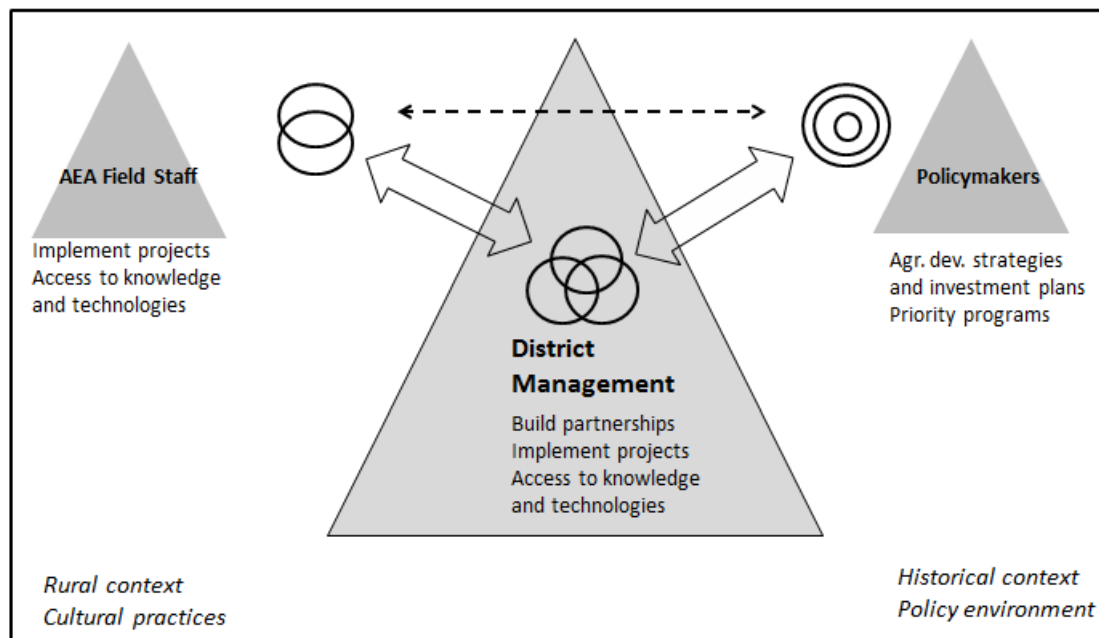 AEA Field Staff
Implement projects
Access to knowledge
and technologies
District
Management
Build partnerships
Implement projects
Access to knowledge
and technologies
Policymakers
Agr. dev. strategies
and investment plans
Priority programs
Rural context
Cultural practices
Historical context
Policy environment